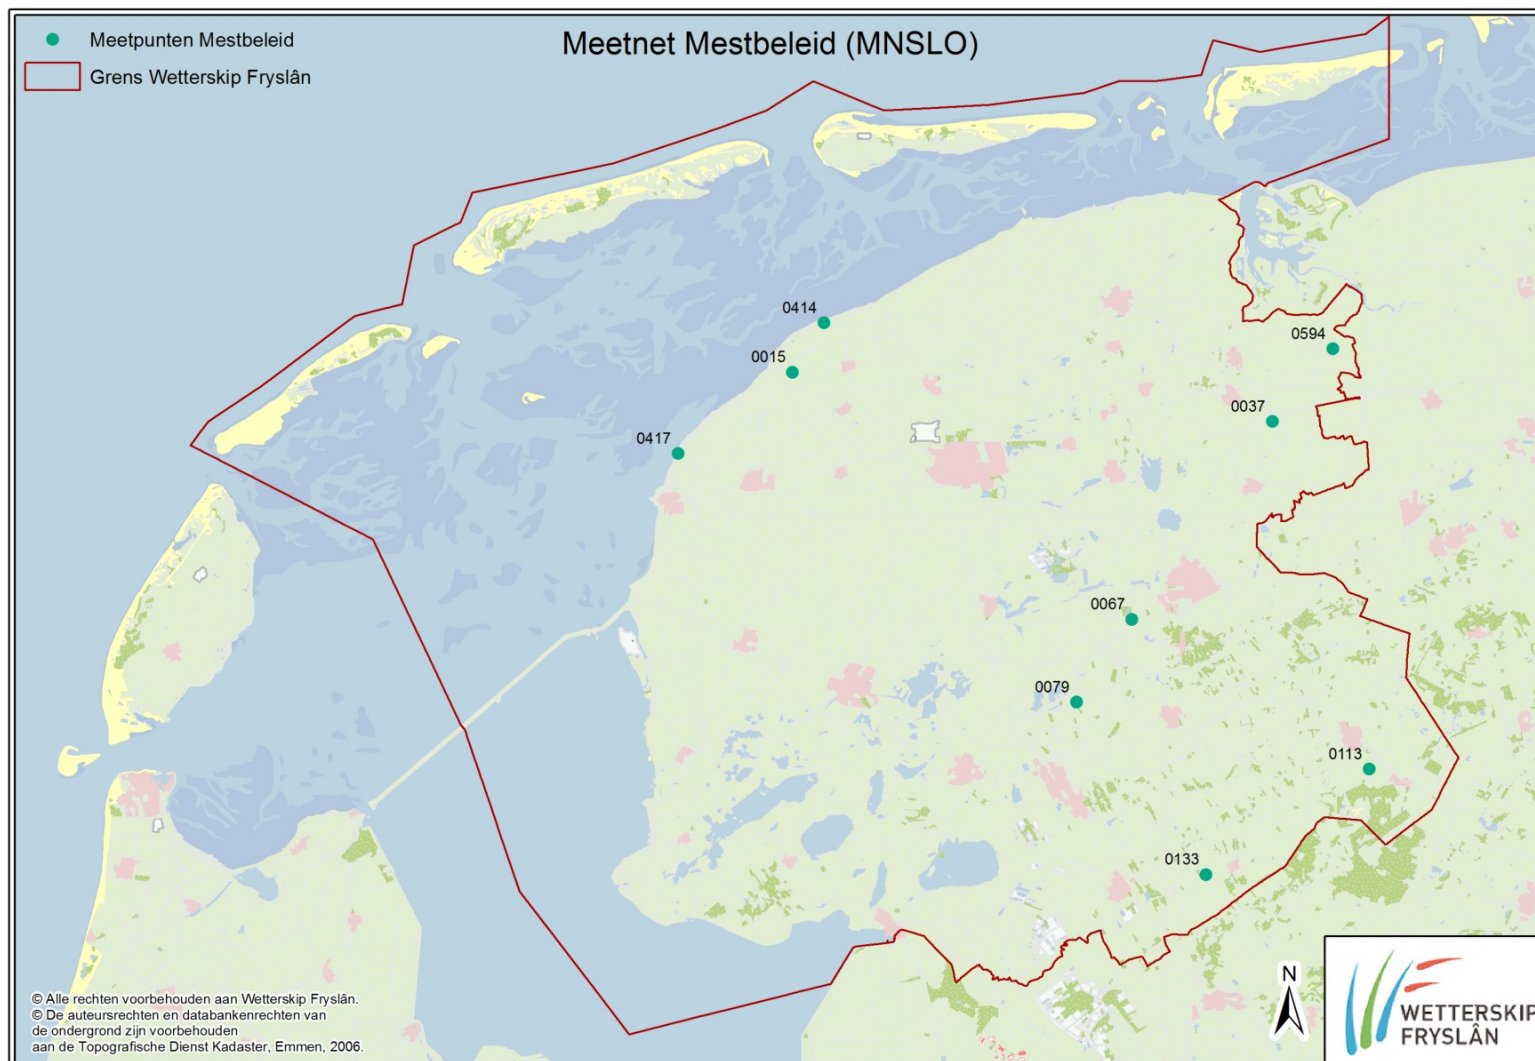 Meetnet Mestbeleid (MNSLO)
Meetpunten Mestbeleid
Grens Wetterskip Fryslân
0414
0594
0015
0037
0417
0067
0079
0113
0133
N
© Alle rechten voorbehouden aan Wetterskip Fryslân.
© De auteursrechten en databankenrechten van
de ondergrond zijn voorbehouden
aan de Topografische Dienst Kadaster, Emmen, 2006.
WETTERSKIP
FRYSLÂN